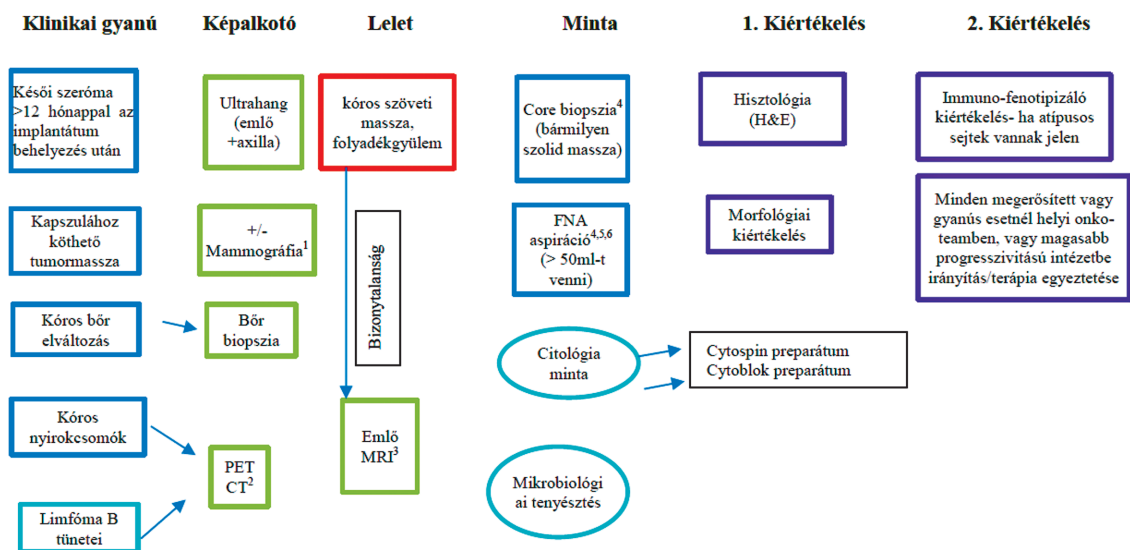 Klinikai gyanú
Képalkotó
Lelet
Minta
1. Kiértékelés
2. Kiértékelés
Késői szeróma
>12 hónappal az
implantátum
behelyezés után
Ultrahang
(emlő
+axilla)
kóros szöveti
massza,
folyadékgyülem
Core biopszia4
(bármilyen
szolid massza)
Hisztológia
(H&E)
Immuno-fenotipizáló
kiértékelés- ha atípusos
sejtek vannak jelen
Kapszulához
köthető
tumormassza
+/-
Mammográfia1
Bizonytalanság
FNA
aspiráció4,5,6
(> 50ml-t
venni)
Morfológiai
kiértékelés
Minden megerősített vagy
gyanús esetnél helyi onko-
teamben, vagy magasabb
progresszivitású intézetbe
irányítás/terápia egyeztetése
Kóros bőr
elváltozás
Bőr
biopszia
Citológia
minta
Cytospin preparátum
Cytoblok preparátum
Kóros
nyirokcsomók
PET
CT2
Emlő
MRI3
Mikrobiológi
ai tenyésztés
Limfóma B
tünetei